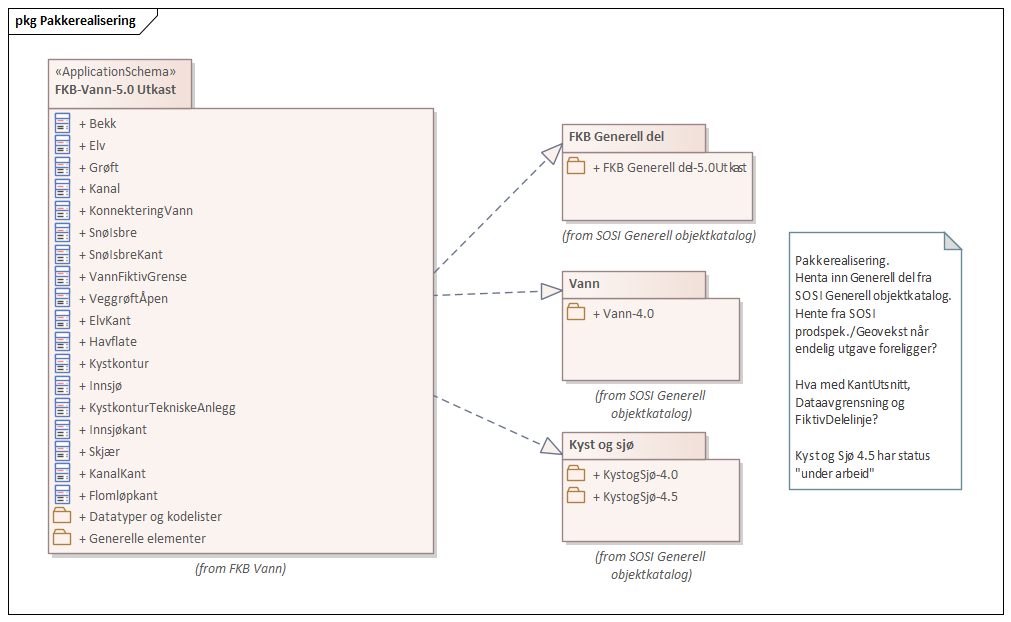 pkg Pakkerealisering
«ApplicationSchema»
FKB-Vann-5.0 Utkast
+ Bekk
+ Elv
+ Grøft
+ Kanal
+ KonnekteringVann
+ SnøIsbre
+ SnøIsbreKant
+ VannFiktivGrense
+ VeggrøftÅpen
+ ElvKant
+ Havflate
+ Kystkontur
+ Innsjø
+ KystkonturTekniskeAnlegg
+ Innsjøkant
+ Skjær
+ KanalKant
+ Flomløpkant
+ Datatyper og kodelister
+ Generelle elementer
(from FKB Vann)
FKB Generell del
+ FKB Generell del-5.0Utkast
(from SOSI Generell objektkatalog)
Vann
+ Vann-4.0
(from SOSI Generell
objektkatalog)
Kyst og sjø
+ KystogSjø-4.0
+ KystogSjø-4.5
(from SOSI Generell
objektkatalog)
Pakkerealisering.
Henta inn Generell del fra
SOSI Generell objektkatalog.
Hente fra SOSI
prodspek./Geovekst når
endelig utgave foreligger?
Hva med KantUtsnitt,
Dataavgrensning og
FiktivDelelinje?
Kyst og Sjø 4.5 har status
"under arbeid"